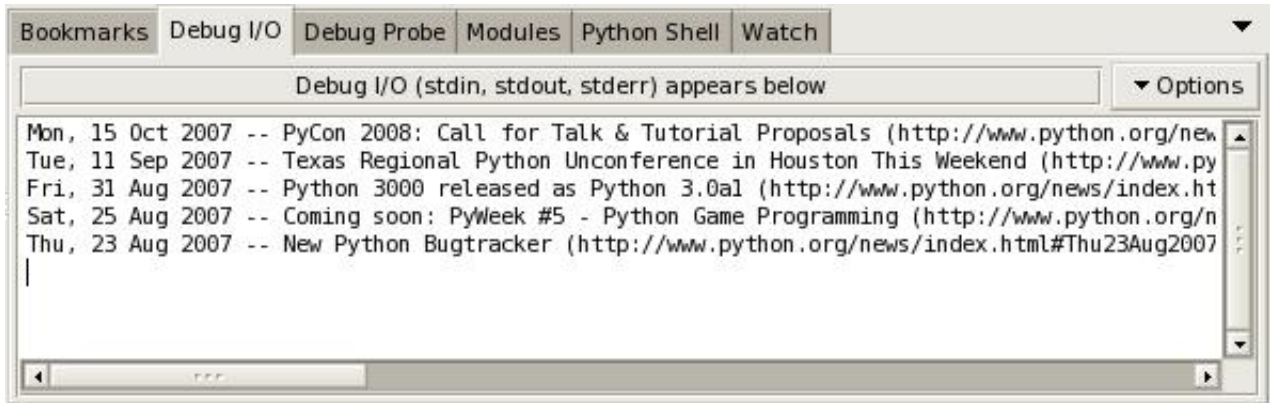 Bookmarks Debug I/O Debug Probe Modules Python Shell Watch
Debug I/O (stdin, stdout, stderr) appears below Options
Mon, 15 Oct 2007 -- PyCon 2008: Call for Talk & Tutorial Proposals (http://www.python.org/new
Tue, 11 Sep 2007 -- Texas Regional Python Unconference in Houston This Weekend (http://www.py
Fri, 31 Aug 2007 -- Python 3000 released as Python 3.0a1 (http://www.python.org/news/index.ht
Sat, 25 Aug 2007 -- Coming soon: PyWeek #5 - Python Game Programming (http://www.python.org/n
Thu, 23 Aug 2007 -- New Python Bugtracker (http://www.python.org/news/index.html#Thu23Aug2007